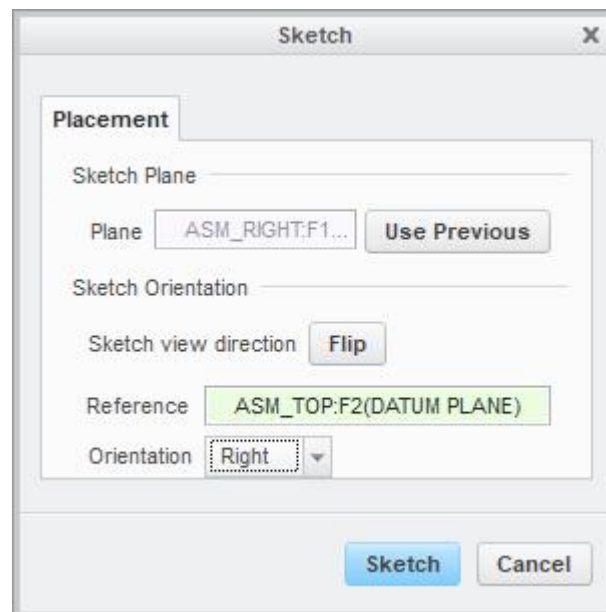 Sketch
Placement
Sketch Plane
Plane ASM_RIGHT:F1... Use Previous
Sketch Orientation
Sketch view direction Flip
Reference ASM_TOP:F2(DATUM PLANE)
Orientation Right
Sketch Cancel